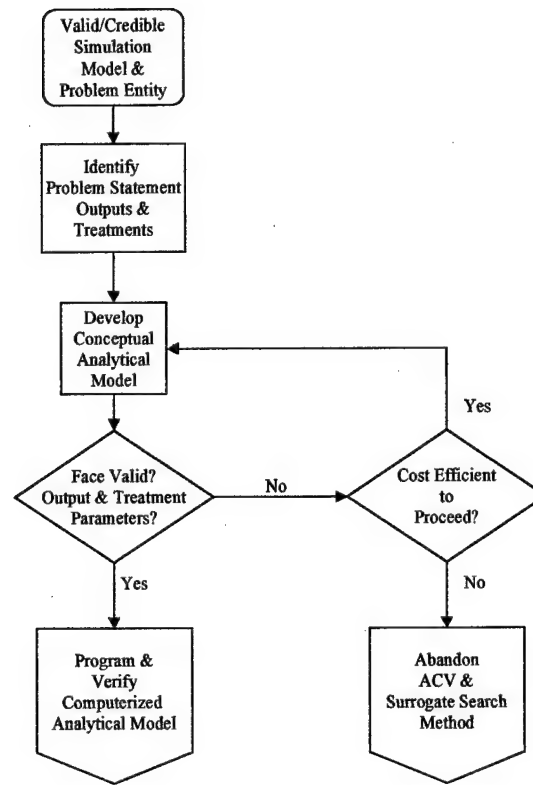 Valid/Credible
Simulation
Model &
Problem Entity
Identify
Problem Statement
Outputs &
Treatments
Develop
Conceptual
Analytical
Model
Yes
Face Valid?
Output & Treatment
Parameters?
No
Cost Efficient
to
Proceed?
Yes
No
Program &
Verify
Computerized
Analytical Model
Abandon
ACV &
Surrogate Search
Method